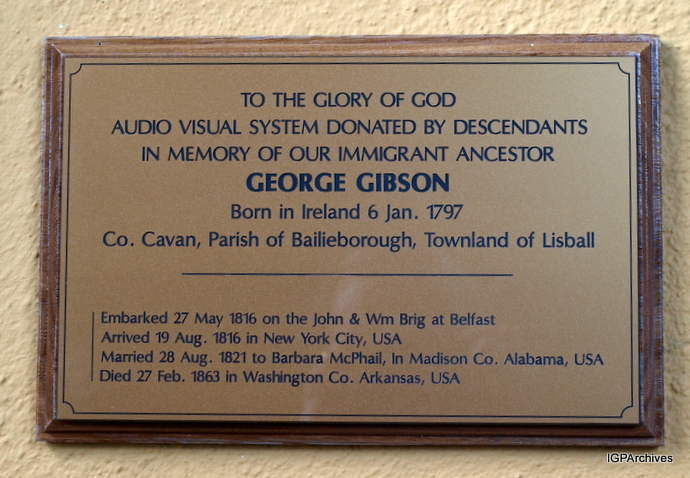 TO THE GLORY OF GOD
AUDIO VISUAL SYSTEM DONATED BY DESCENDANTS
IN MEMORY OF OUR IMMIGRANT ANCESTOR
GEORGE GIBSON
Born in Ireland 6 Jan. 1797
Co. Cavan, Parish of Bailieborough, Townland of Lisball
Embarked 27 May 1816 on the John & Wm Brig at Belfast
Arrived 19 Aug. 1816 in New York City, USA
Married 28 Aug. 1821 to Barbara McPhail, In Madison Co. Alabama, USA
Died 27 Feb. 1863 in Washington Co. Arkansas, USA
IGPArchives